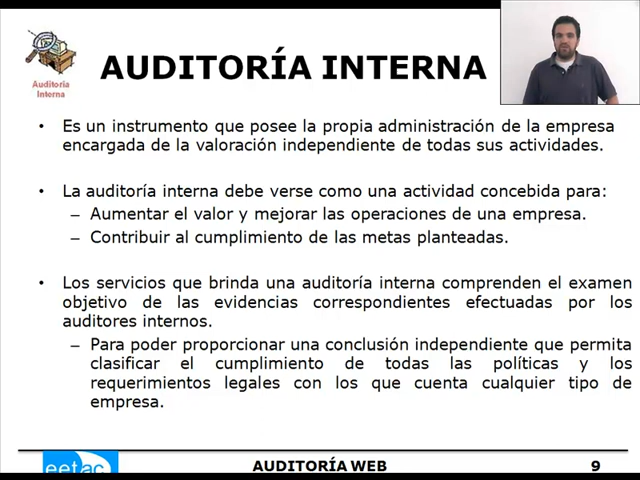 Auditoria
Interna
AUDITORÍA INTERNA
• Es un instrumento que posee la propia administración de la empresa
encargada de la valoración independiente de todas sus actividades.
• La auditoría interna debe verse como una actividad concebida para:
– Aumentar el valor y mejorar las operaciones de una empresa.
– Contribuir al cumplimiento de las metas planteadas.
• Los servicios que brinda una auditoría interna comprenden el examen
objetivo de las evidencias correspondientes efectuadas por los
auditores internos.
– Para poder proporcionar una conclusión independiente que permita
clasificar el cumplimiento de todas las políticas y los
requerimientos legales con los que cuenta cualquier tipo de
empresa.
eetac
AUDITORÍA WEB
9